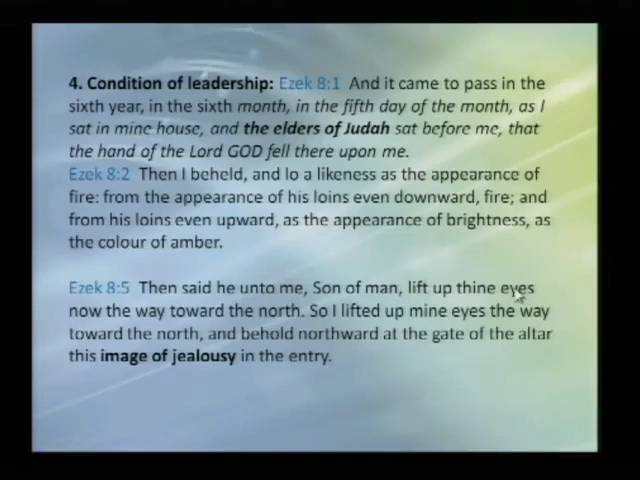 4. Condition of leadership: Ezek 8:1 And it came to pass in the
sixth year, in the sixth month, in the fifth day of the month, as I
sat in mine house, and the elders of Judah sat before me, that
the hand of the Lord GOD fell there upon me.
Ezek 8:2 Then I beheld, and lo a likeness as the appearance of
fire: from the appearance of his loins even downward, fire; and
from his loins even upward, as the appearance of brightness, as
the colour of amber.
Ezek 8:5 Then said he unto me, Son of man, lift up thine eyes
now the way toward the north. So I lifted up mine eyes the way
toward the north, and behold northward at the gate of the altar
this image of jealousy in the entry.